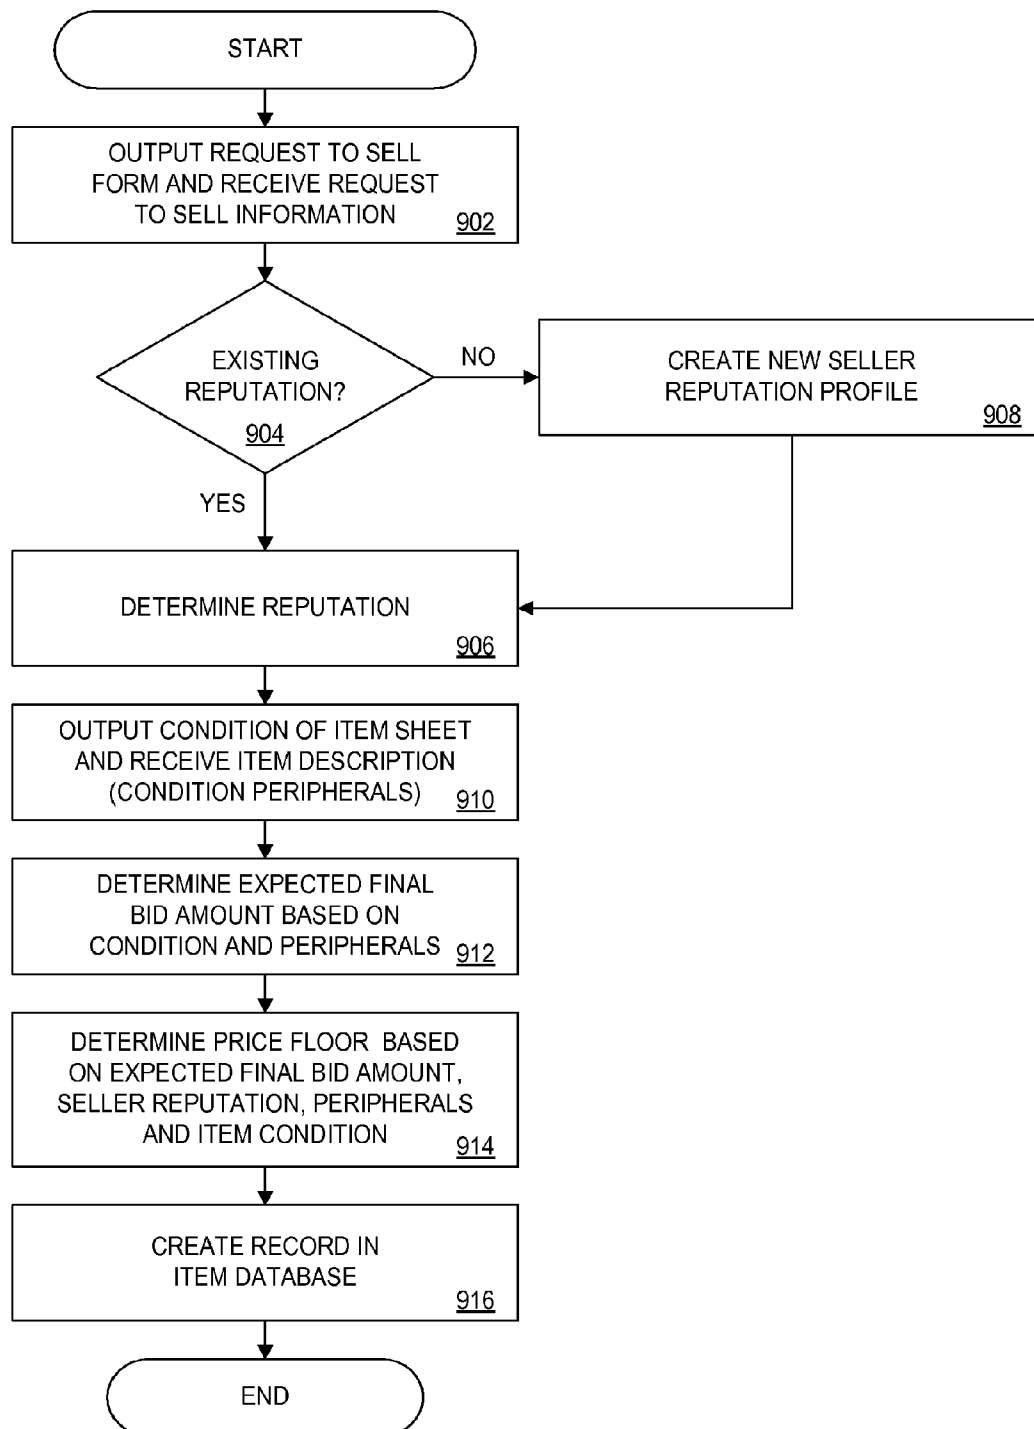 START
OUTPUT REQUEST TO SELL
FORM AND RECEIVE REQUEST
TO SELL INFORMATION
902
EXISTING
REPUTATION?
904
NO
CREATE NEW SELLER
REPUTATION PROFILE
908
YES
DETERMINE REPUTATION
906
OUTPUT CONDITION OF ITEM SHEET
AND RECEIVE ITEM DESCRIPTION
(CONDITION PERIPHERALS)
910
DETERMINE EXPECTED FINAL
BID AMOUNT BASED ON
CONDITION AND PERIPHERALS
912
DETERMINE PRICE FLOOR BASED
ON EXPECTED FINAL BID AMOUNT,
SELLER REPUTATION, PERIPHERALS
AND ITEM CONDITION
914
CREATE RECORD IN
ITEM DATABASE
916
END